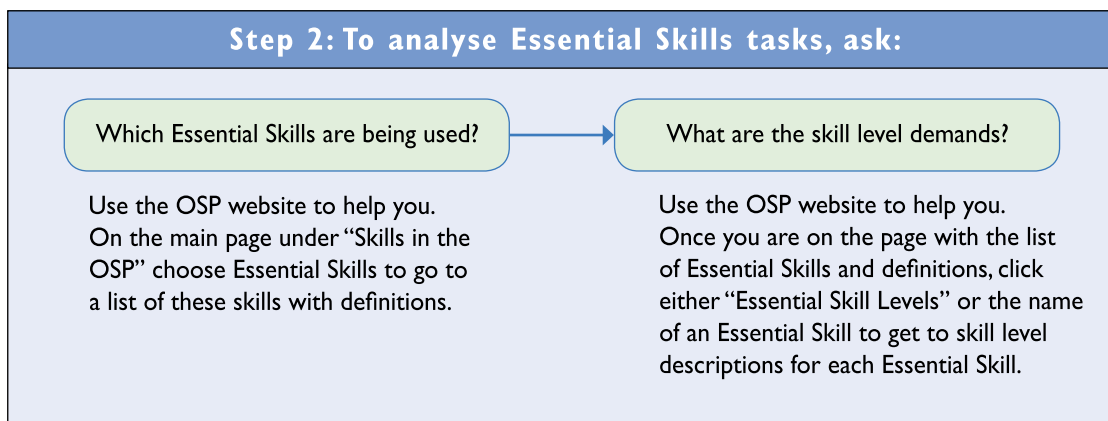 Step 2: To analyse Essential Skills tasks, ask:
Which Essential Skills are being used?
Use the OSP website to help you.
On the main page under “Skills in the
OSP” choose Essential Skills to go to
a list of these skills with definitions.
What are the skill level demands?
Use the OSP website to help you.
Once you are on the page with the list
of Essential Skills and definitions, click
either “Essential Skill Levels” or the name
of an Essential Skill to get to skill level
descriptions for each Essential Skill.